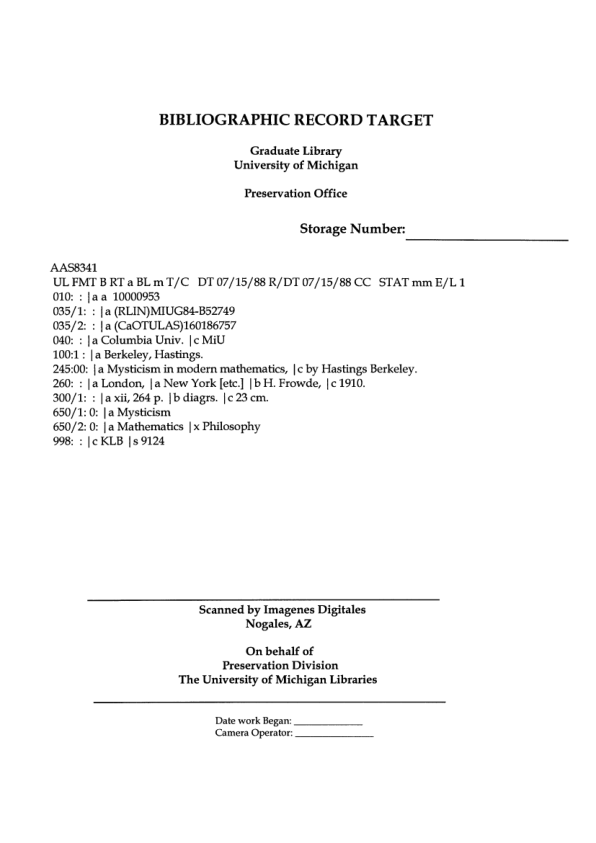 BIBLIOGRAPHIC RECORD TARGET
Graduate Library
University of Michigan
Preservation Office
Storage Number:
AAS8341
UL FMT B RT a BL m T/C DT 07/15/88 R/DT 07/15/88 CC STAT mm E/L 1
010: : |a a 10000953
035/1: : |a (RLIN)MIUG84-B52749
035/2: : |a (CaOTULAS)160186757
040: : |a Columbia Univ. |c MiU
100:1 : |a Berkeley, Hastings.
245:00: |a Mysticism in modern mathematics, |c by Hastings Berkeley.
260: : |a London, |a New York [etc.] |b H. Frowde, |c 1910.
300/1: : |a xii, 264 p. |b diagrs. |c 23 cm.
650/1: 0: |a Mysticism
650/2: 0: |a Mathematics |x Philosophy
998: : |c KLB |s 9124
Scanned by Imagenes Digitales
Nogales, AZ
On behalf of
Preservation Division
The University of Michigan Libraries
Date work Began:
Camera Operator: